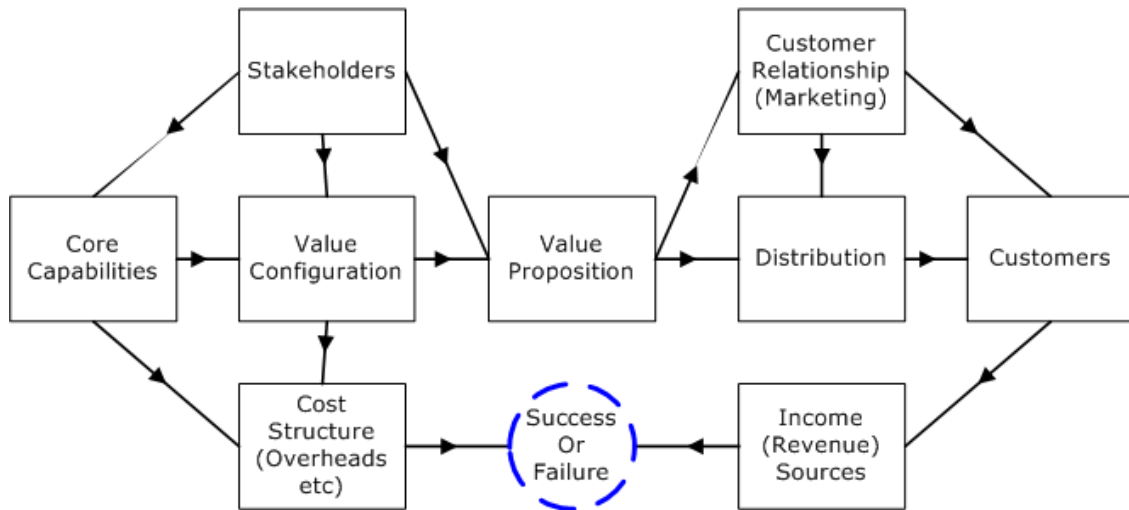 Stakeholders
Customer
Relationship
(Marketing)
Core
Capabilities
Value
Configuration
Value
Proposition
Distribution
Customers
Cost
Structure
(Overheads
etc)
Success
Or
Failure
Income
(Revenue)
Sources